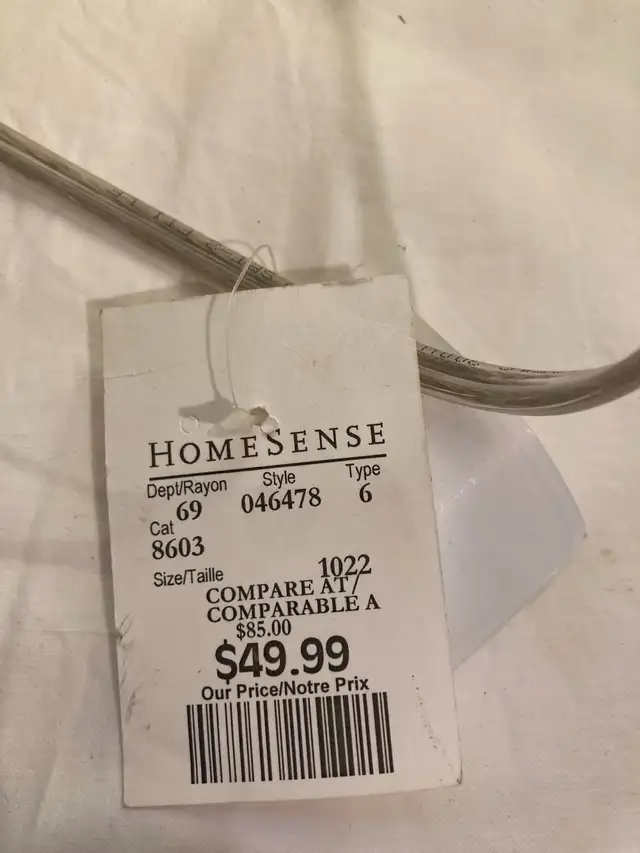 HOMESENSE
Dept/Rayon Style Type
69 046478 6
Cat
8603
Size/Taille 1022
COMPARE AT/
COMPARABLE A
$85.00
$49.99
Our Price/Notre Prix